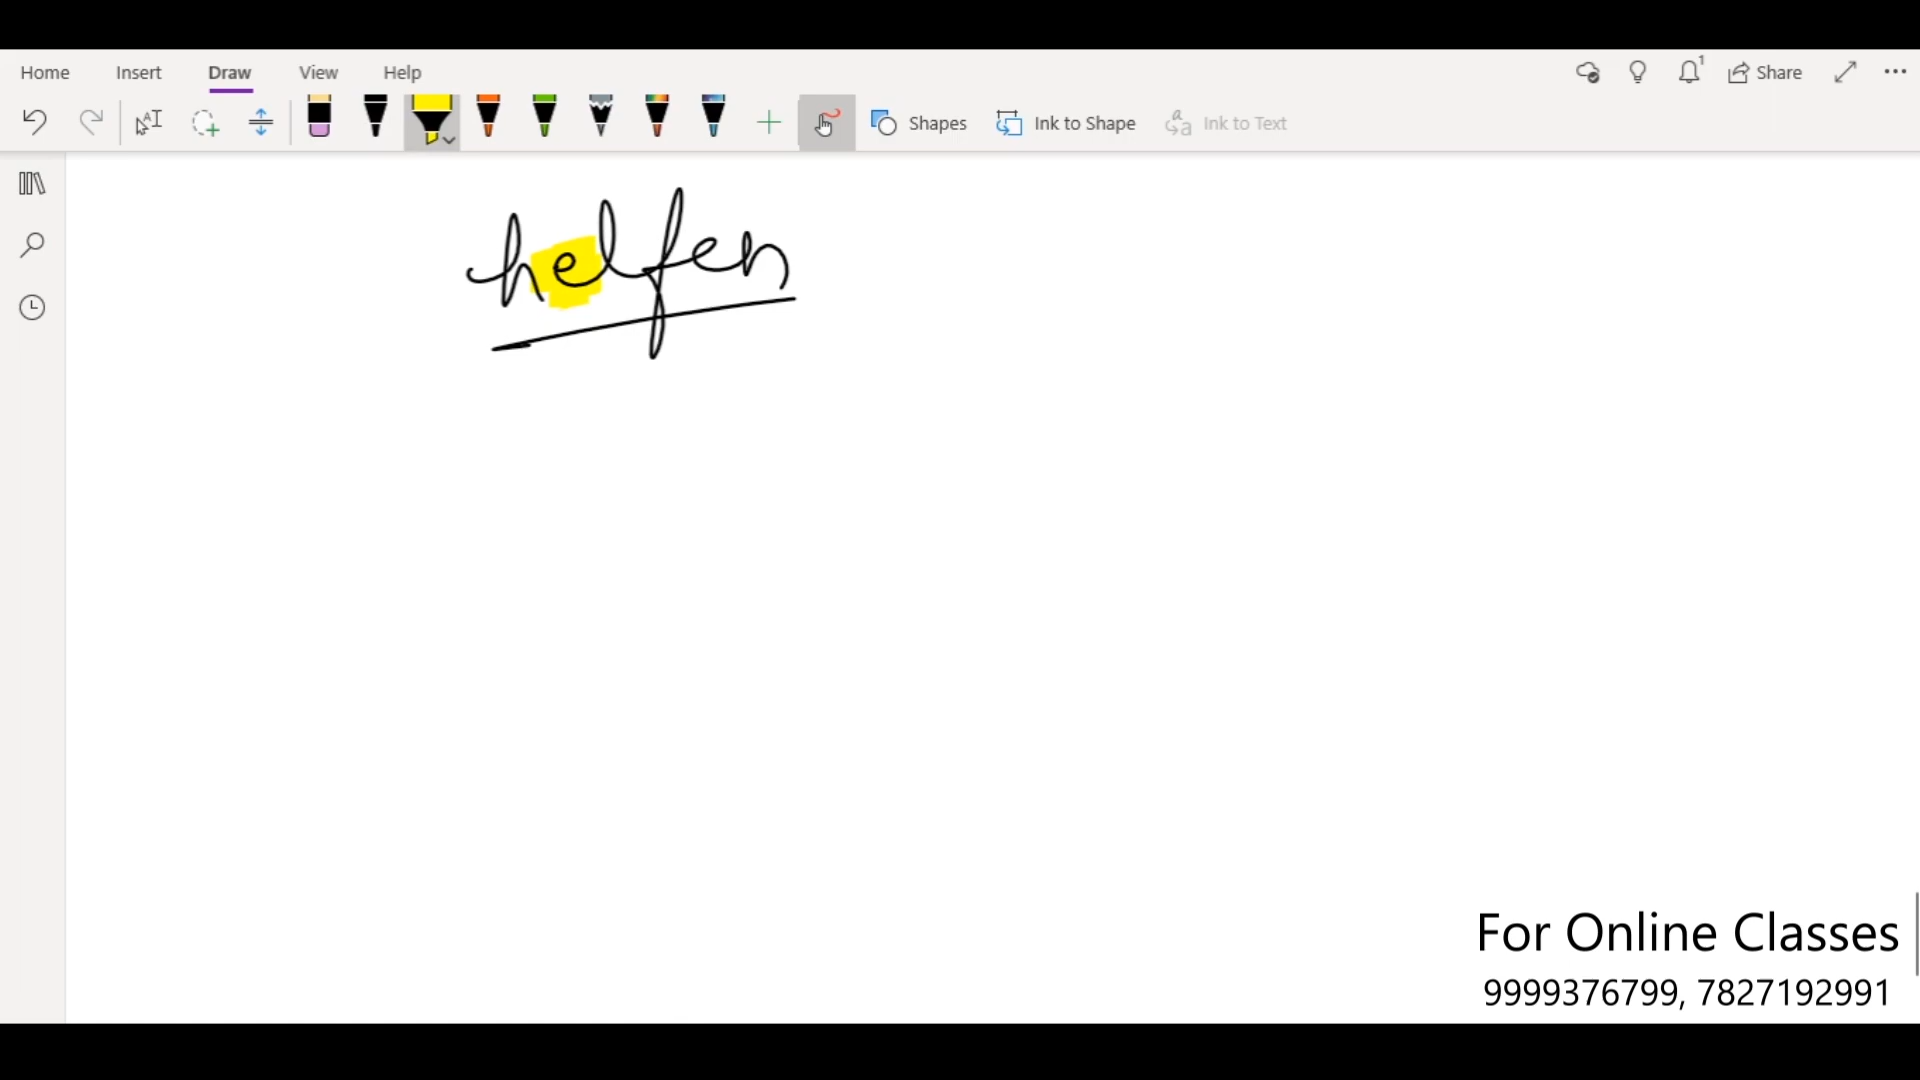 Home Insert Draw View Help 1 Share
Shapes Ink to Shape Ink to Text
helfen
For Online Classes
9999376799, 7827192991